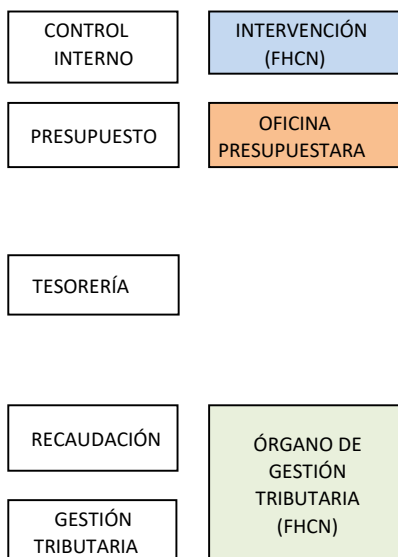 CONTROL
INTERNO
INTERVENCIÓN
(FHCN)
PRESUPUESTO
OFICINA
PRESUPUESTARA
TESORERÍA
RECAUDACIÓN
ÓRGANO DE
GESTIÓN
TRIBUTARIA
(FHCN)
GESTIÓN
TRIBUTARIA